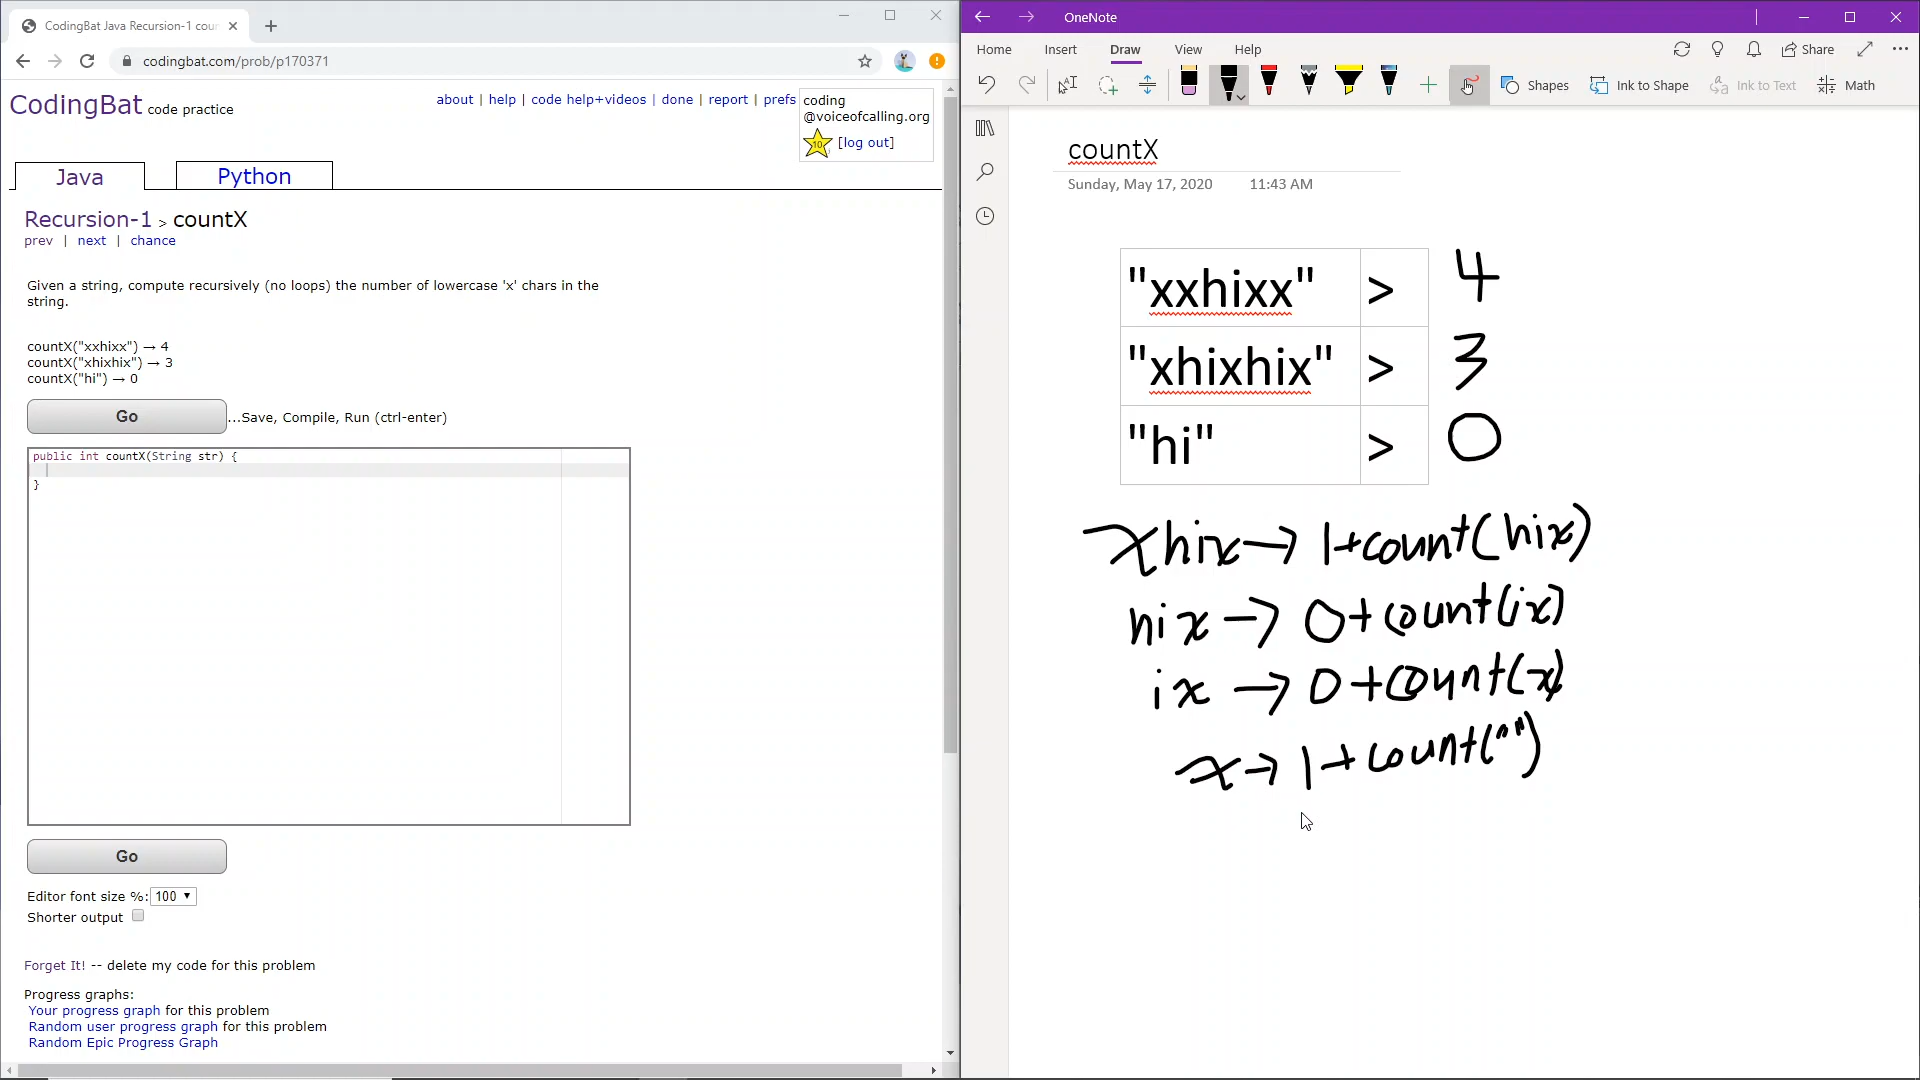 CodingBat Java Recursion-1 coun
codingbat.com/prob/p170371
CodingBat code practice
about | help | code help+videos | done | report | prefs
coding
@voiceofcalling.org
10
[log out]
Java
Python
Recursion-1 > countX
prev | next | chance
Given a string, compute recursively (no loops) the number of lowercase 'x' chars in the
string.
countX("xxhixx") → 4
countX("xhixhix") → 3
countX("hi") → 0
Go
...Save, Compile, Run (ctrl-enter)
public int countX(String str) {
}
Go
Editor font size %: 100
Shorter output
Forget It! -- delete my code for this problem
Progress graphs:
Your progress graph for this problem
Random user progress graph for this problem
Random Epic Progress Graph
OneNote
Home Insert Draw View Help
Share
Shapes
Ink to Shape
Ink to Text
Math
countX
Sunday, May 17, 2020 11:43 AM
"xxhixx" > 4
"xhixhix" > 3
"hi" > 0
xhix → 1+count(hix)
hix → 0+count(ix)
ix → 0+count(x)
x → 1+count("")